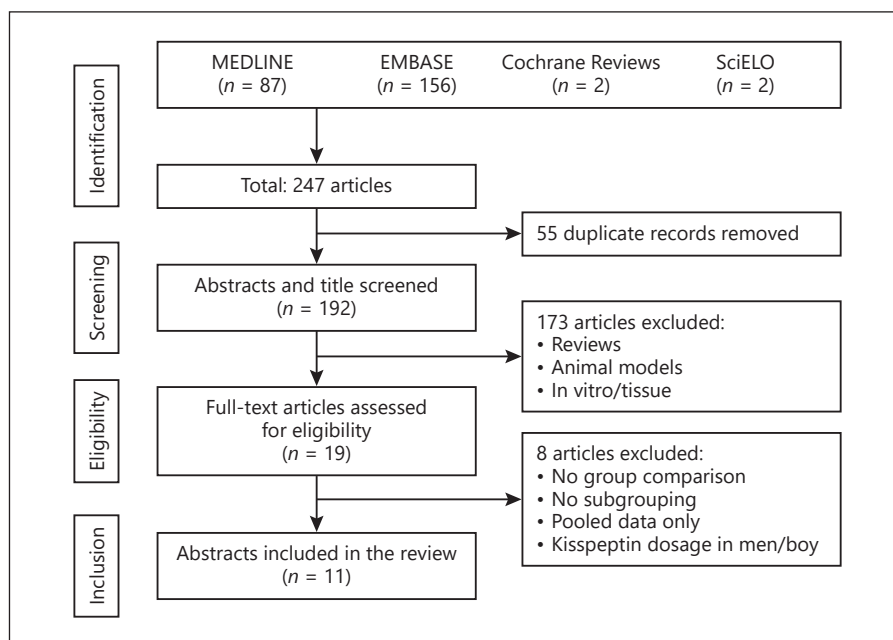 MEDLINE
(n = 87)
EMBASE
(n = 156)
Cochrane Reviews
(n = 2)
SciELO
(n = 2)
Identification
Total: 247 articles
55 duplicate records removed
Screening
Abstracts and title screened
(n = 192)
173 articles excluded:
• Reviews
• Animal models
• In vitro/tissue
Eligibility
Full-text articles assessed
for eligibility
(n = 19)
8 articles excluded:
• No group comparison
• No subgrouping
• Pooled data only
• Kisspeptin dosage in men/boy
Inclusion
Abstracts included in the review
(n = 11)